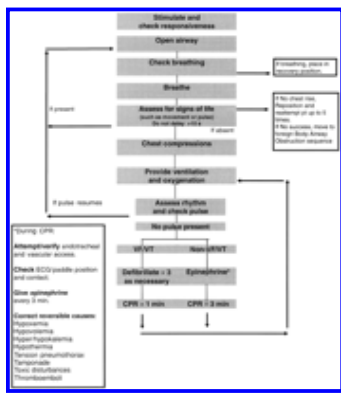 Stimulate and
check responsiveness
Open airway
Check breathing
If breathing, place in
recovery position.
Breathe
Assess for signs of life
(such as movement or pulse)
Do not delay >10 s
If present
If absent
If No chest rise,
Reposition and
reattempt pt up to 5
times.
If No success, move to
foreign Body Airway
Obstruction sequence
Chest compressions
Provide ventilation
and oxygenation
Assess rhythm
and check pulse
If pulse resumes
No pulse present
VF/VT
Non-VF/VT
Defibrillate × 3
as necessary
Epinephrine*
CPR × 1 min
CPR × 3 min
*During CPR:
Attempt/verify endotracheal
and vascular access.
Check ECG/paddle position
and contact.
Give epinephrine
every 3 min.
Correct reversible causes:
Hypoxemia
Hypovolemia
Hyper/hypokalemia
Hypothermia
Tension pneumothorax
Tamponade
Toxic disturbances
Thromboemboli